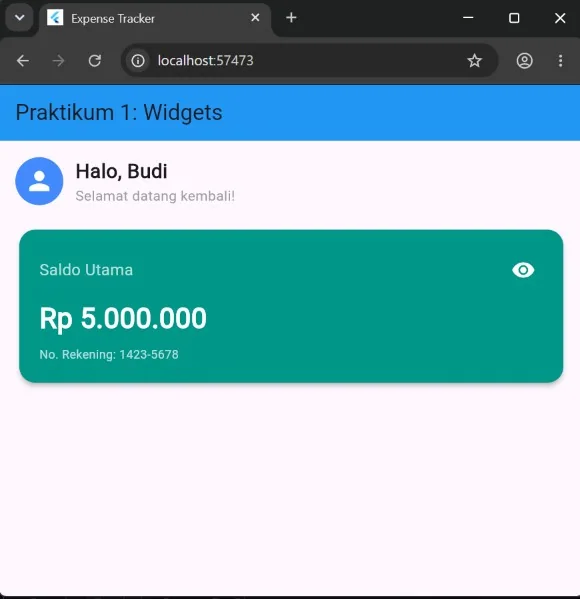 Expense Tracker
localhost:57473
Praktikum 1: Widgets
Halo, Budi
Selamat datang kembali!
Saldo Utama
Rp 5.000.000
No. Rekening: 1423-5678